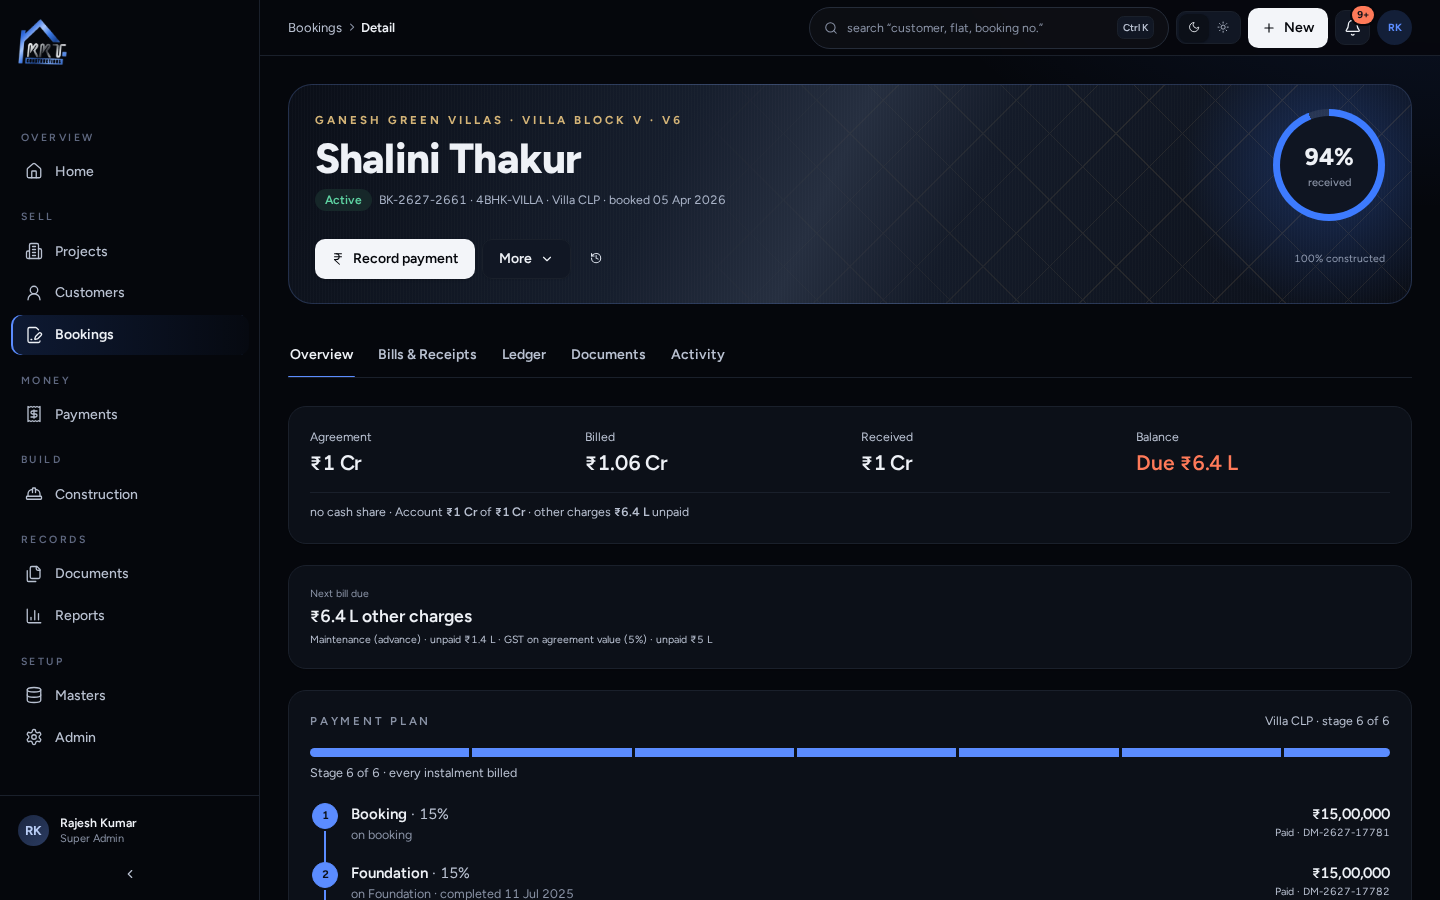 Bookings > Detail
search “customer, flat, booking no.”
Ctrl K
+ New
9+
RK
OVERVIEW
Home
SELL
Projects
Customers
Bookings
MONEY
Payments
BUILD
Construction
RECORDS
Documents
Reports
SETUP
Masters
Admin
RK
Rajesh Kumar
Super Admin
GANESH GREEN VILLAS · VILLA BLOCK V · V6
Shalini Thakur
Active BK-2627-2661 · 4BHK-VILLA · Villa CLP · booked 05 Apr 2026
₹ Record payment
More
94%
received
100% constructed
Overview Bills & Receipts Ledger Documents Activity
Agreement Billed Received Balance
₹1 Cr ₹1.06 Cr ₹1 Cr Due ₹6.4 L
no cash share · Account ₹1 Cr of ₹1 Cr · other charges ₹6.4 L unpaid
Next bill due
₹6.4 L other charges
Maintenance (advance) · unpaid ₹1.4 L · GST on agreement value (5%) · unpaid ₹5 L
PAYMENT PLAN Villa CLP · stage 6 of 6
Stage 6 of 6 · every instalment billed
1 Booking · 15% ₹15,00,000
on booking Paid · DM-2627-17781
2 Foundation · 15% ₹15,00,000
on Foundation · completed 11 Jul 2025 Paid · DM-2627-17782